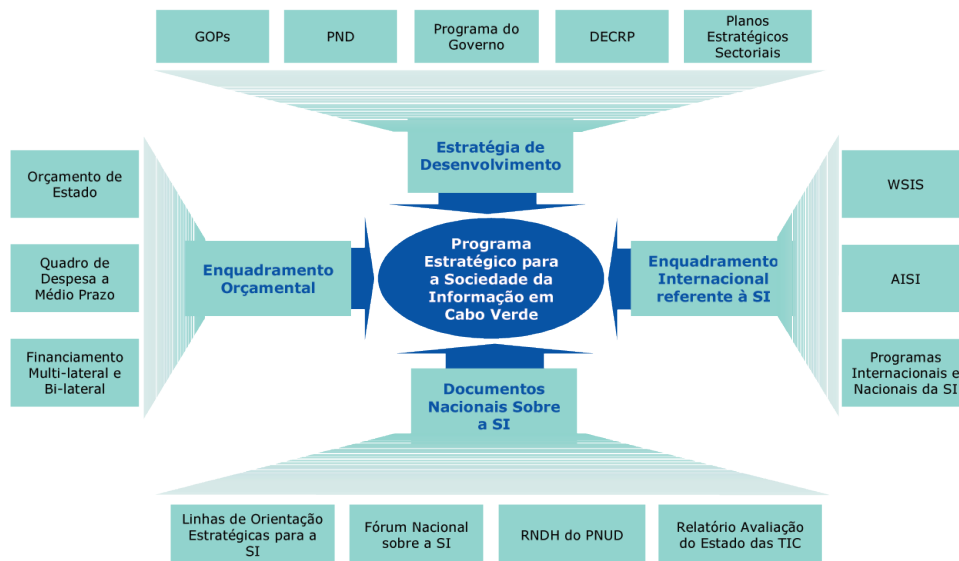 GOPs
PND
Programa do
Governo
DECRP
Planos
Estratégicos
Sectoriais
Estratégia de
Desenvolvimento
Orçamento de
Estado
Quadro de
Despesa a
Médio Prazo
Financiamento
Multi-lateral e
Bi-lateral
Enquadramento
Orçamental
Programa
Estratégico para
a Sociedade da
Informação em
Cabo Verde
Enquadramento
Internacional
referente à SI
WSIS
AISI
Programas
Internacionais e
Nacionais da SI
Documentos
Nacionais Sobre
a SI
Linhas de Orientação
Estratégicas para a
SI
Fórum Nacional
sobre a SI
RNDH do PNUD
Relatório Avaliação
do Estado das TIC